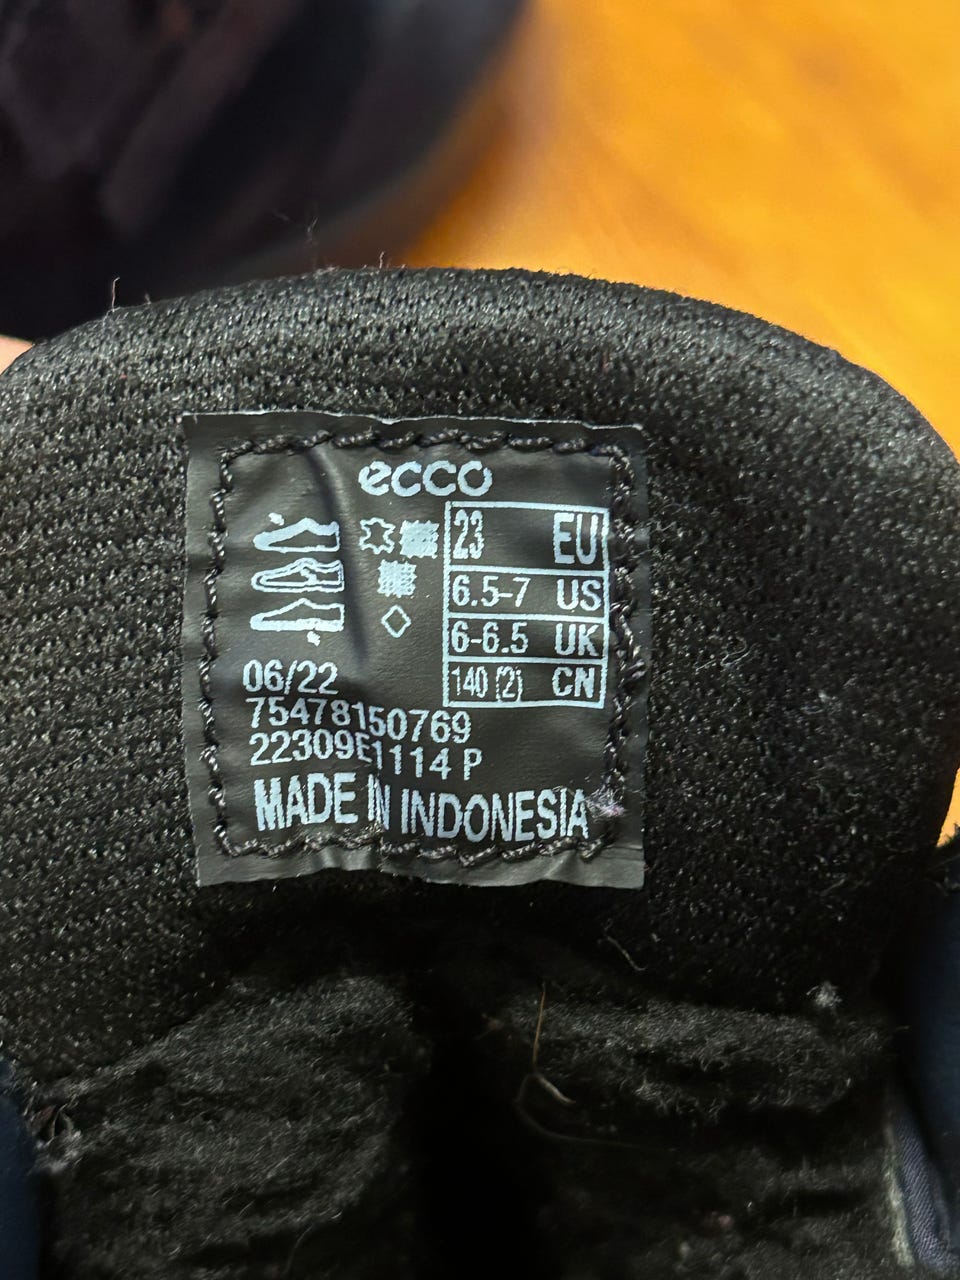 ecco
23 EU
6.5-7 US
6-6.5 UK
140 (2) CN
06/22
75478150769
22309E1114 P
MADE IN INDONESIA